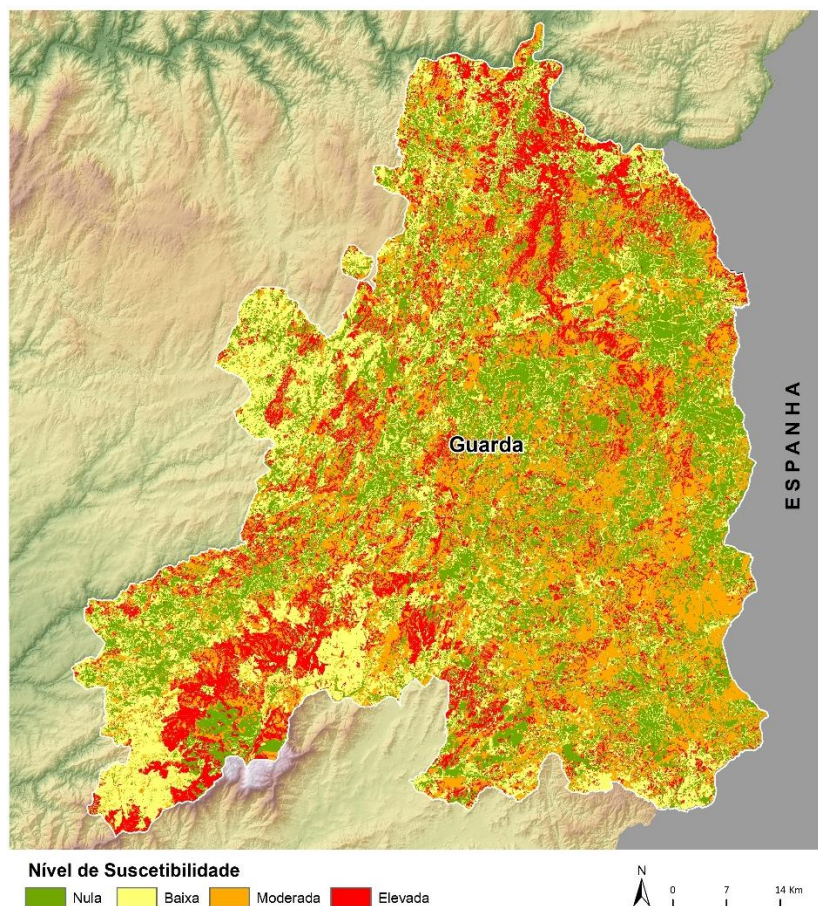 Guarda
ESPANHA
Nível de Suscetibilidade
Nula Baixa Moderada Elevada
N
0 7 14 Km